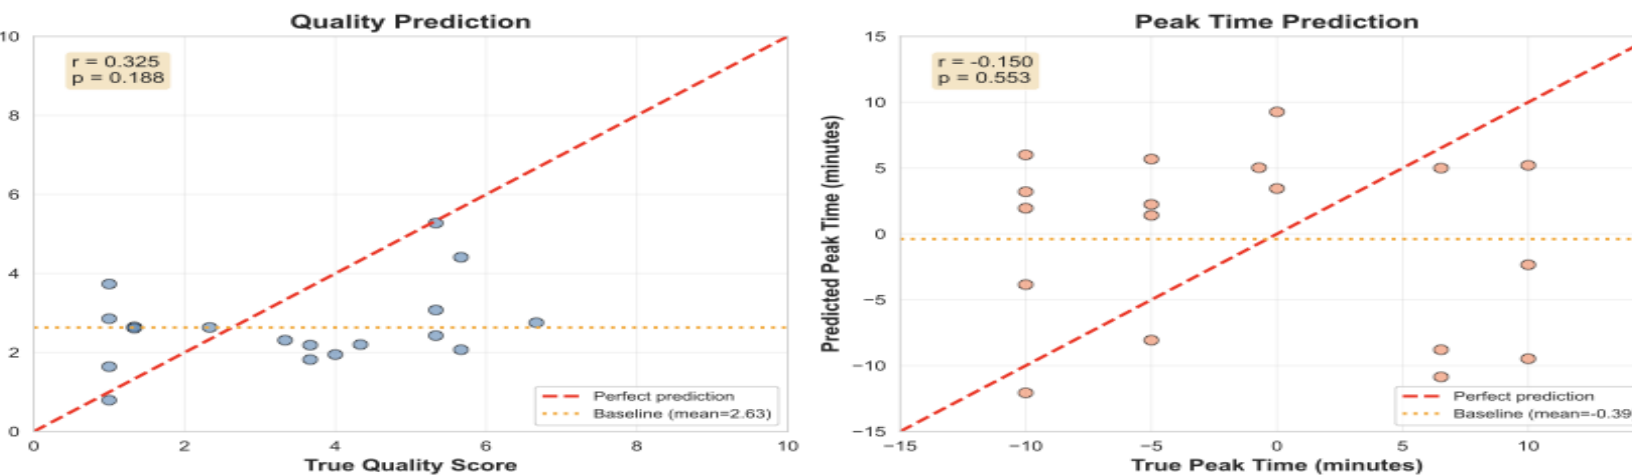 Quality Prediction
r = 0.325
p = 0.188
10
8
6
4
2
0
0 2 4 6 8 10
True Quality Score
Perfect prediction
Baseline (mean=2.63)
Peak Time Prediction
r = -0.150
p = 0.553
Predicted Peak Time (minutes)
15
10
5
0
−5
−10
−15
−15 −10 −5 0 5 10
True Peak Time (minutes)
Perfect prediction
Baseline (mean=-0.39